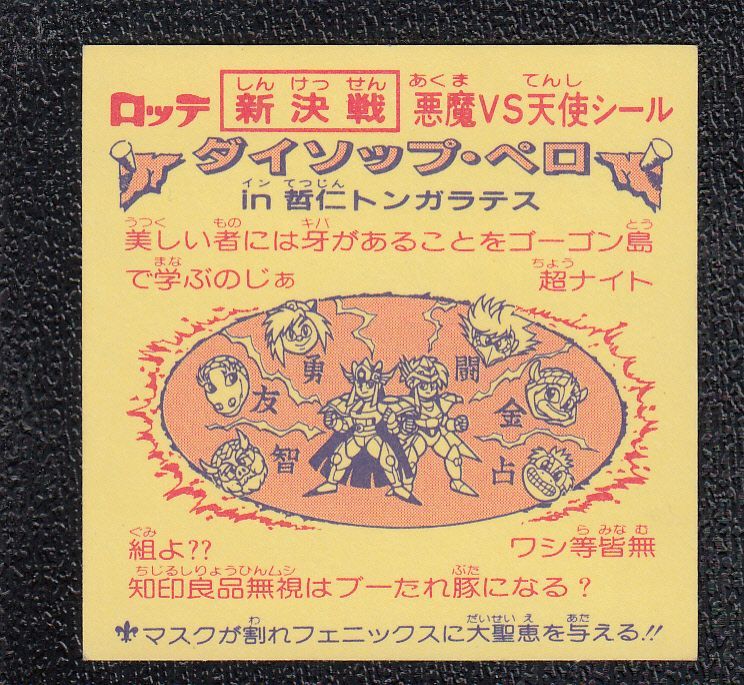 ロッテ 新決戦 悪魔VS天使シール
しん けっ せん あくま てんし
ダイソップ・ペロ
in 哲仁トンガラテス
イン てつじん
美しい者には牙があることをゴーゴン島
うつく もの キバ とう
で学ぶのじぁ 超ナイト
まな ちょう
勇 闘
友 金
智 占
組よ?? ワシ等皆無
ぐみ ら みな む
知印良品無視はブーたれ豚になる?
ちじるしりょうひんムシ ぶた
マスクが割れフェニックスに大聖恵を与える!!
わ だいせい え あた